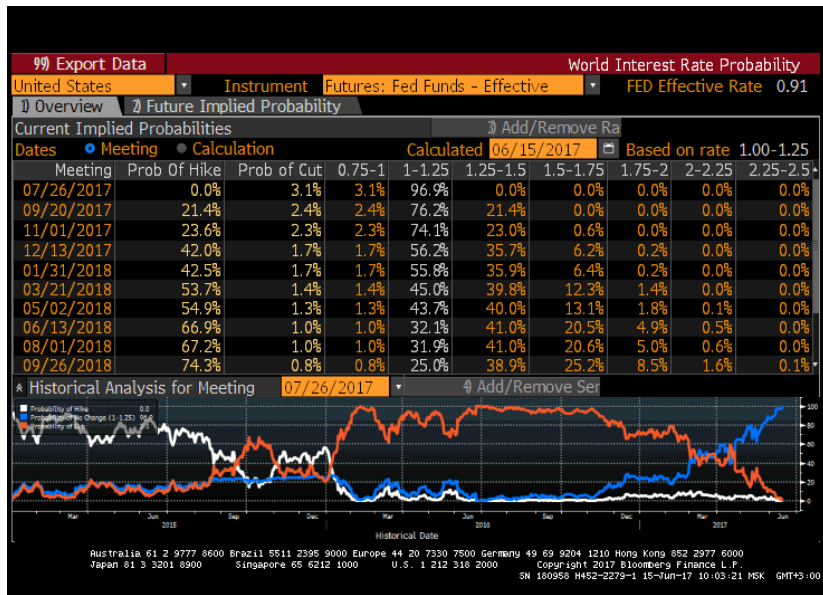 99) Export Data World Interest Rate Probability
United States Instrument Futures: Fed Funds - Effective FED Effective Rate 0.91
1) Overview 2) Future Implied Probability
Current Implied Probabilities 3) Add/Remove Ra
Dates Meeting Calculation Calculated 06/15/2017 Based on rate 1.00-1.25
Meeting Prob Of Hike Prob of Cut 0.75-1 1-1.25 1.25-1.5 1.5-1.75 1.75-2 2-2.25 2.25-2.5
07/26/2017 0.0% 3.1% 3.1% 96.9% 0.0% 0.0% 0.0% 0.0% 0.0%
09/20/2017 21.4% 2.4% 2.4% 76.2% 21.4% 0.0% 0.0% 0.0% 0.0%
11/01/2017 23.6% 2.3% 2.3% 74.1% 23.0% 0.6% 0.0% 0.0% 0.0%
12/13/2017 42.0% 1.7% 1.7% 56.2% 35.7% 6.2% 0.2% 0.0% 0.0%
01/31/2018 42.5% 1.7% 1.7% 55.8% 35.9% 6.4% 0.2% 0.0% 0.0%
03/21/2018 53.7% 1.4% 1.4% 45.0% 39.8% 12.3% 1.4% 0.0% 0.0%
05/02/2018 54.9% 1.3% 1.3% 43.7% 40.0% 13.1% 1.8% 0.1% 0.0%
06/13/2018 66.9% 1.0% 1.0% 32.1% 41.0% 20.5% 4.9% 0.5% 0.0%
08/01/2018 67.2% 1.0% 1.0% 31.9% 41.0% 20.6% 5.0% 0.6% 0.0%
09/26/2018 74.3% 0.8% 0.8% 25.0% 38.9% 25.2% 8.5% 1.6% 0.1%
Historical Analysis for Meeting 07/26/2017 4) Add/Remove Ser
Probability of Hike 0.0
No Change (1-1.25)
100
80
60
40
20
0
Mar Jun Sep Dec Mar Jun Sep Dec Mar Jun
2015 2016 2017
Historical Date
Australia 61 2 9777 8600 Brazil 5511 2395 9000 Europe 44 20 7330 7500 Germany 49 69 9204 1210 Hong Kong 852 2977 6000
Japan 81 3 3201 8900 Singapore 65 6212 1000 U.S. 1 212 318 2000 Copyright 2017 Bloomberg Finance L.P.
SN 180958 H452-2279-1 15-Jun-17 10:03:21 MSK GMT+3:00